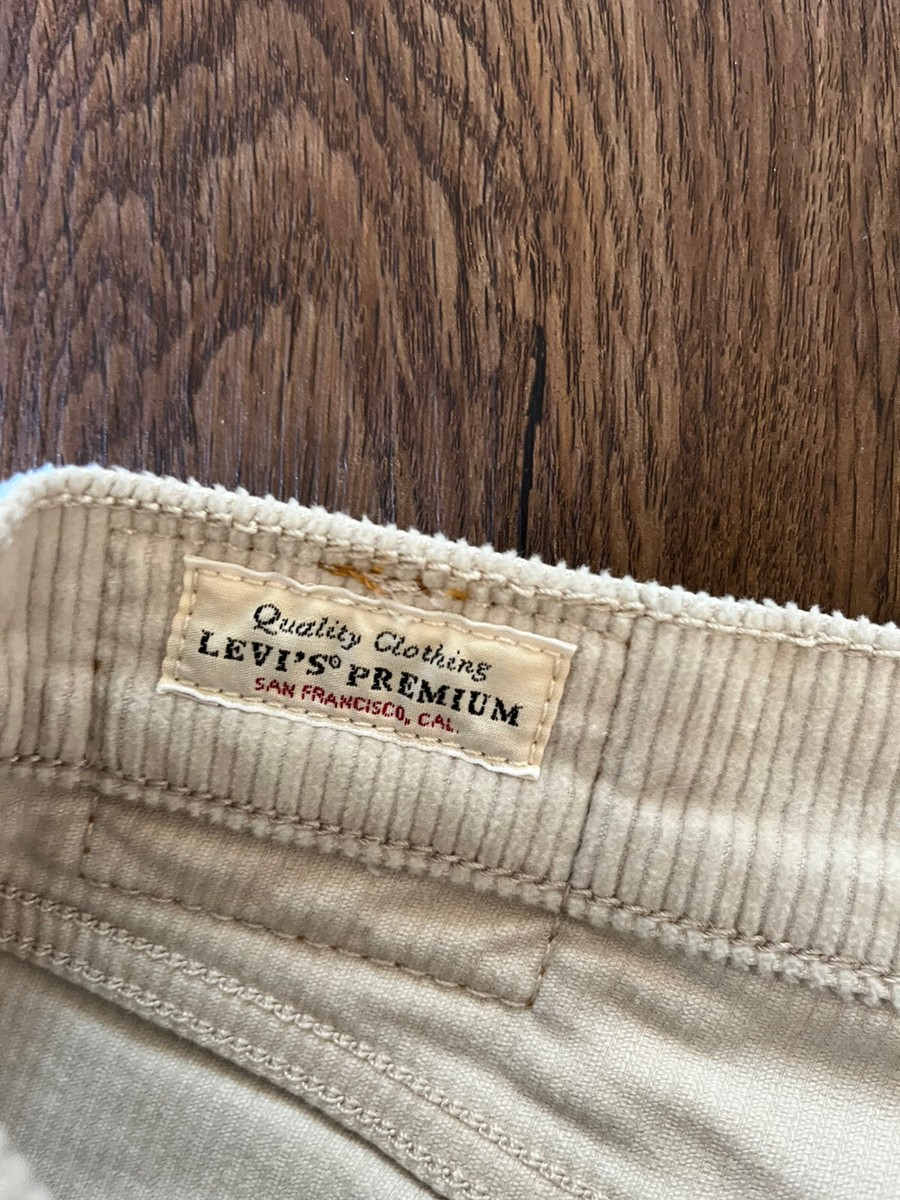 Quality Clothing
LEVI'S® PREMIUM
SAN FRANCISCO, CAL.